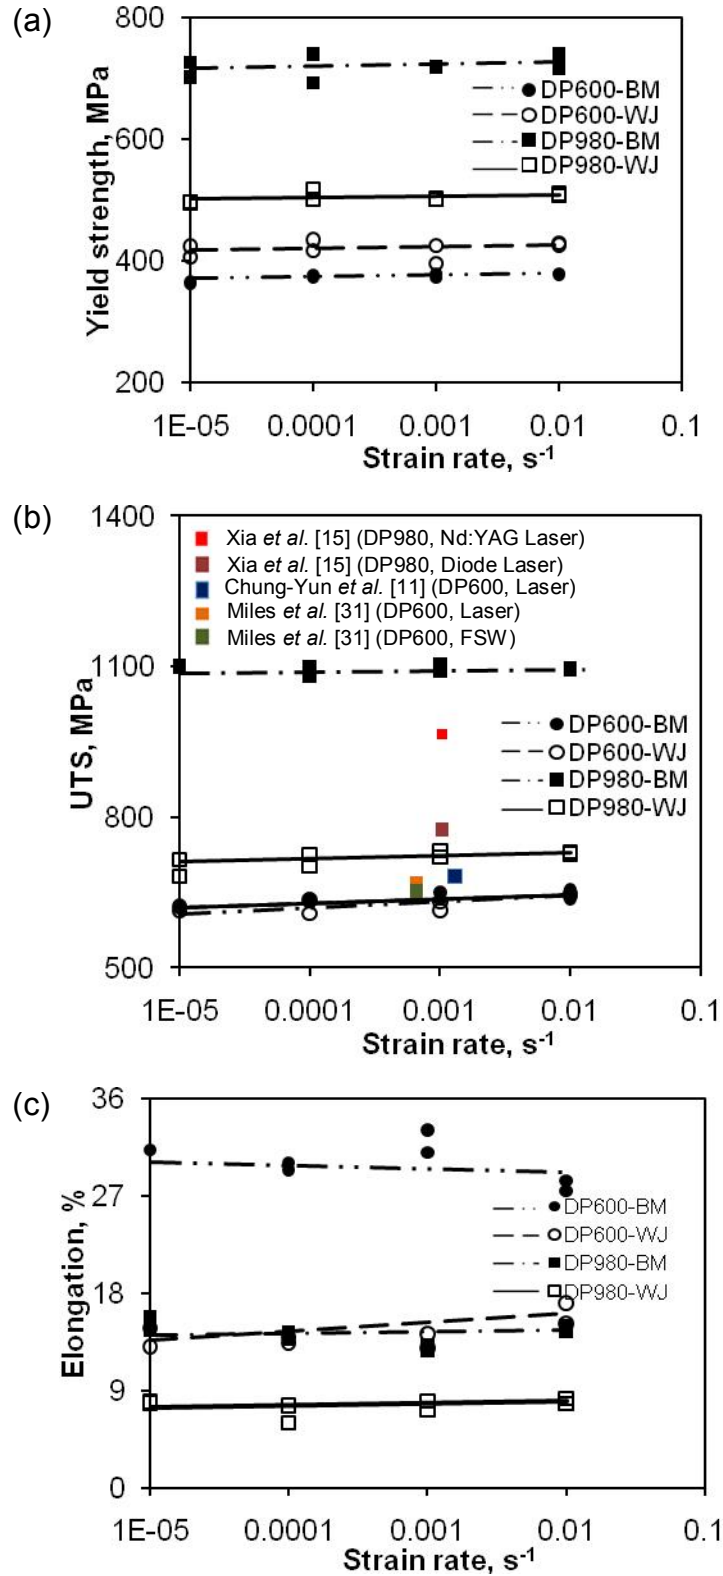 (a)
800
600
400
200
Yield strength, MPa
DP600-BM
DP600-WJ
DP980-BM
DP980-WJ
1E-05 0.0001 0.001 0.01 0.1
Strain rate, s-1
(b)
1400
1100
800
500
UTS, MPa
Xia et al. [15] (DP980, Nd:YAG Laser)
Xia et al. [15] (DP980, Diode Laser)
Chung-Yun et al. [11] (DP600, Laser)
Miles et al. [31] (DP600, Laser)
Miles et al. [31] (DP600, FSW)
DP600-BM
DP600-WJ
DP980-BM
DP980-WJ
1E-05 0.0001 0.001 0.01 0.1
Strain rate, s-1
(c)
36
27
18
9
0
Elongation, %
DP600-BM
DP600-WJ
DP980-BM
DP980-WJ
1E-05 0.0001 0.001 0.01 0.1
Strain rate, s-1